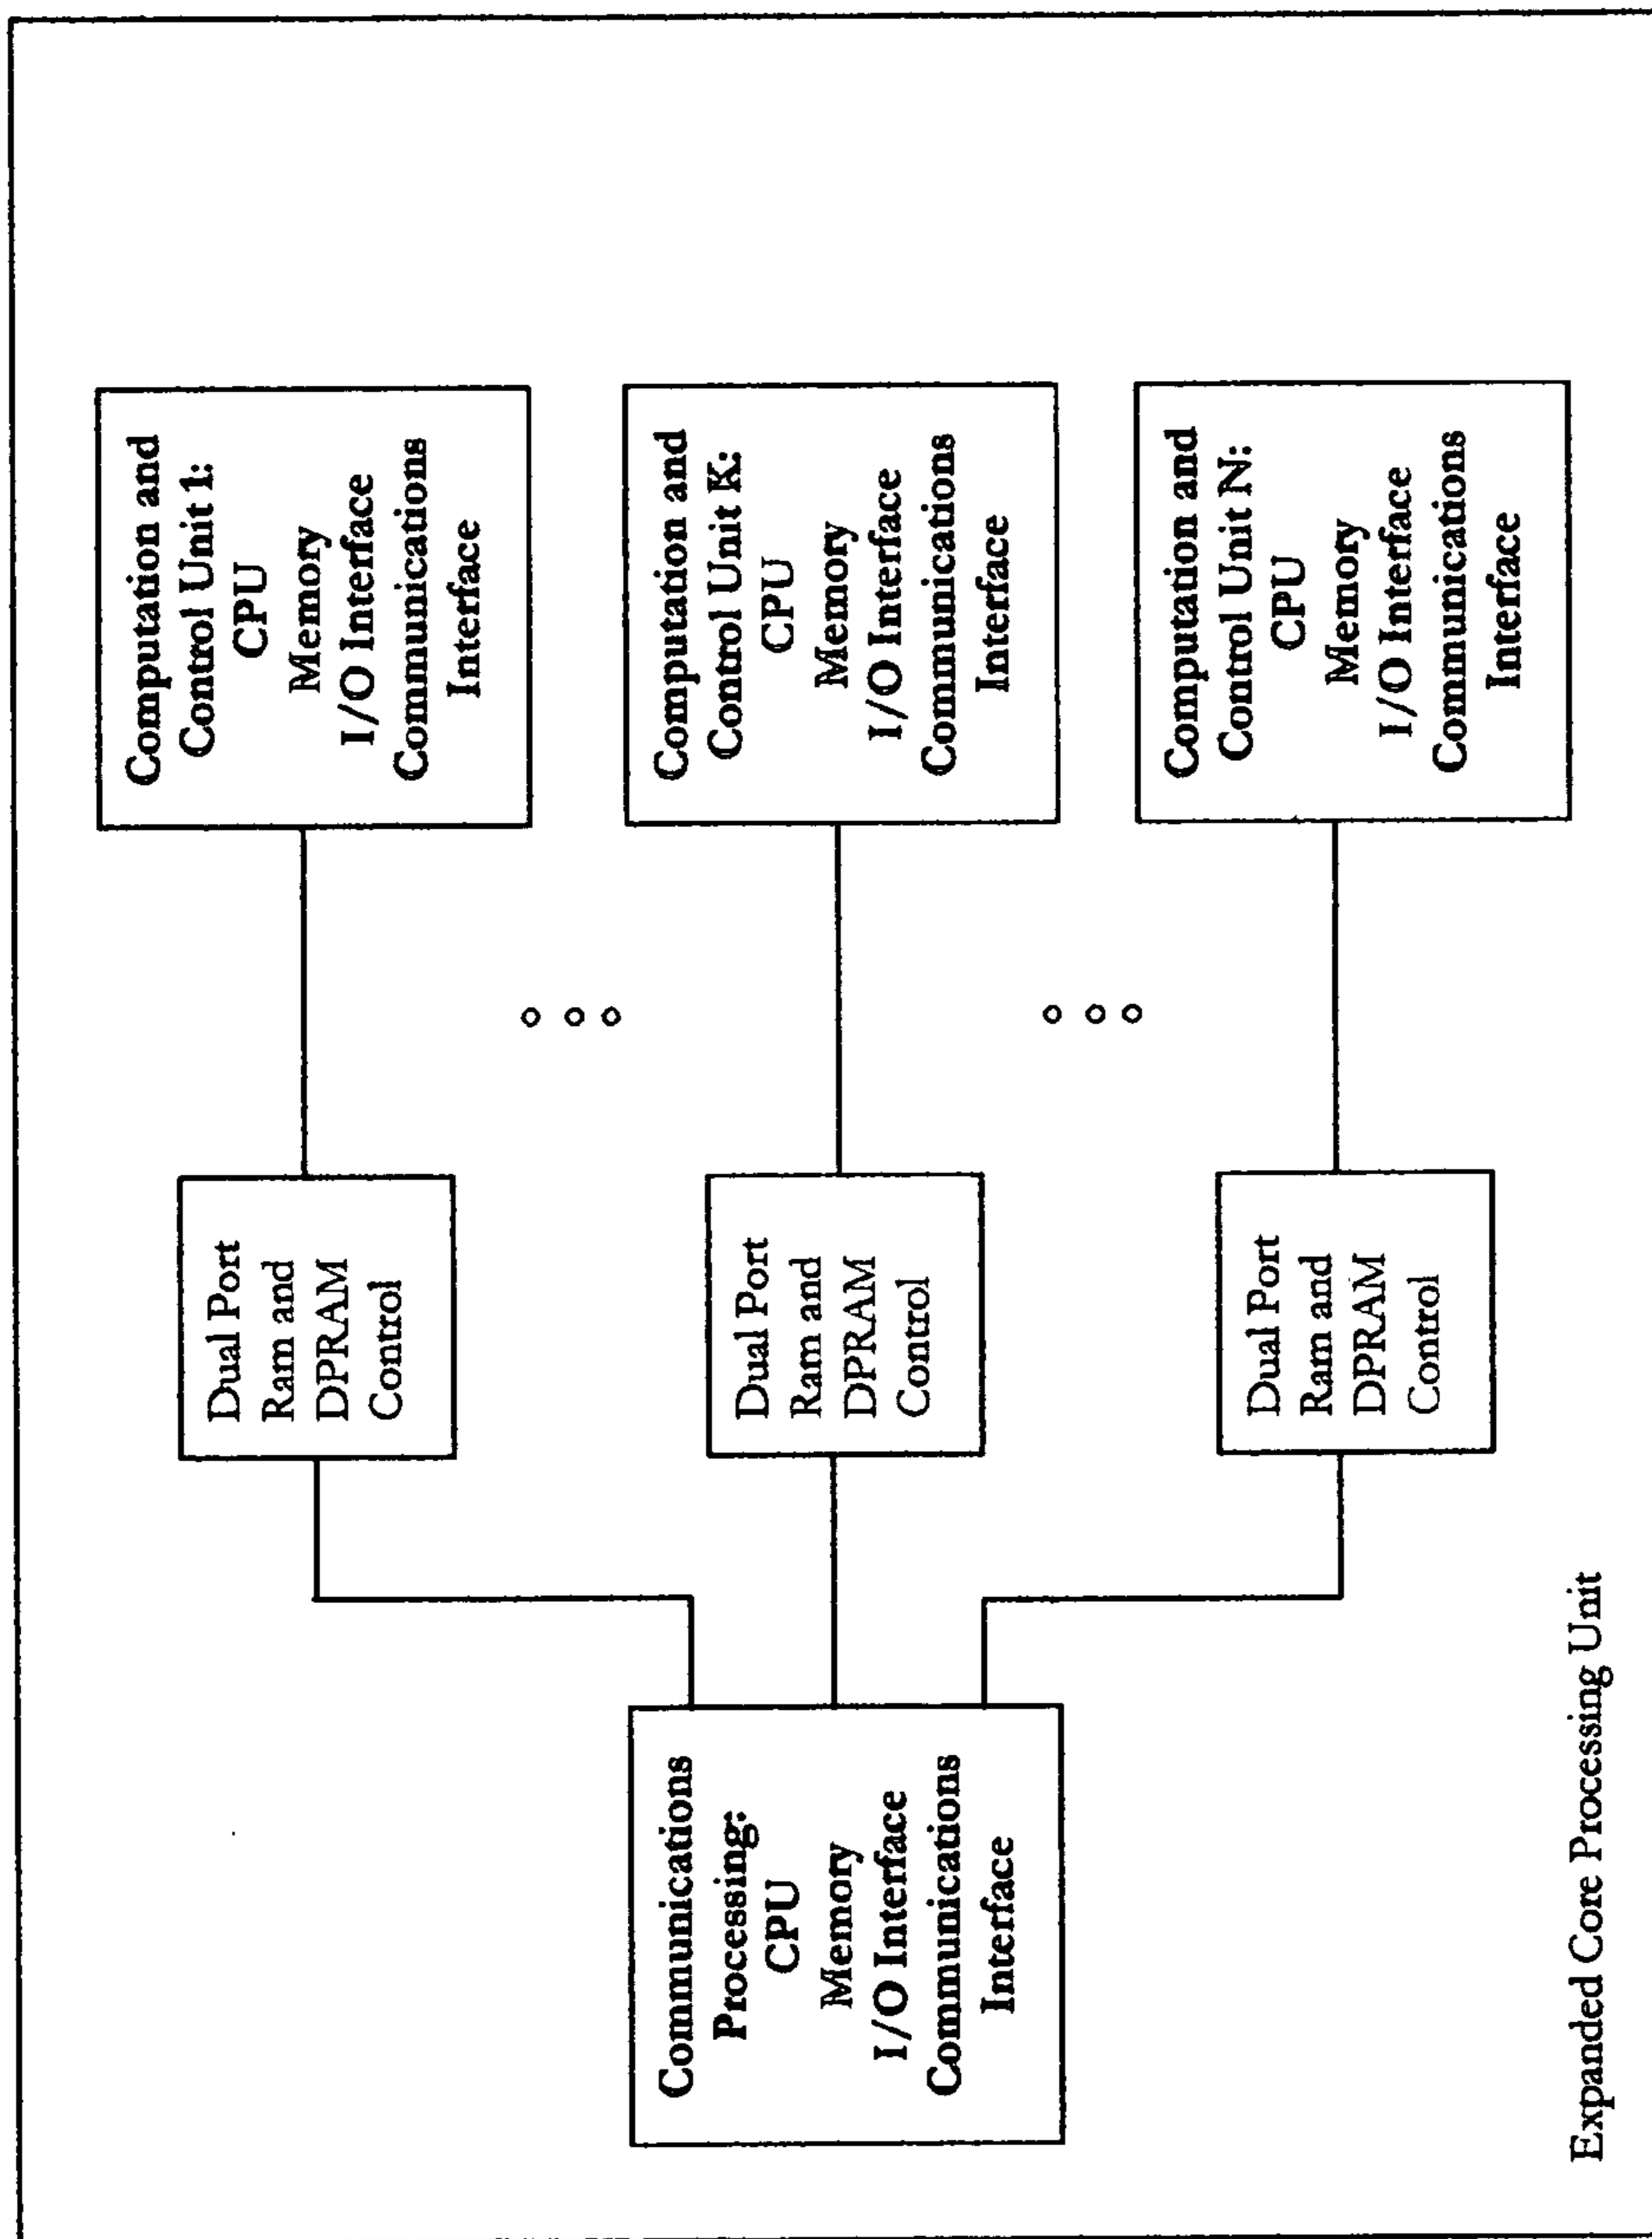 Communications
Processing:
CPU
Memory
I/O Interface
Communications
Interface
Dual Port
Ram and
DPRAM
Control
Dual Port
Ram and
DPRAM
Control
Dual Port
Ram and
DPRAM
Control
Computation and
Control Unit 1:
CPU
Memory
I/O Interface
Communications
Interface
Computation and
Control Unit K:
CPU
Memory
I/O Interface
Communications
Interface
Computation and
Control Unit N:
CPU
Memory
I/O Interface
Communications
Interface
Expanded Core Processing Unit